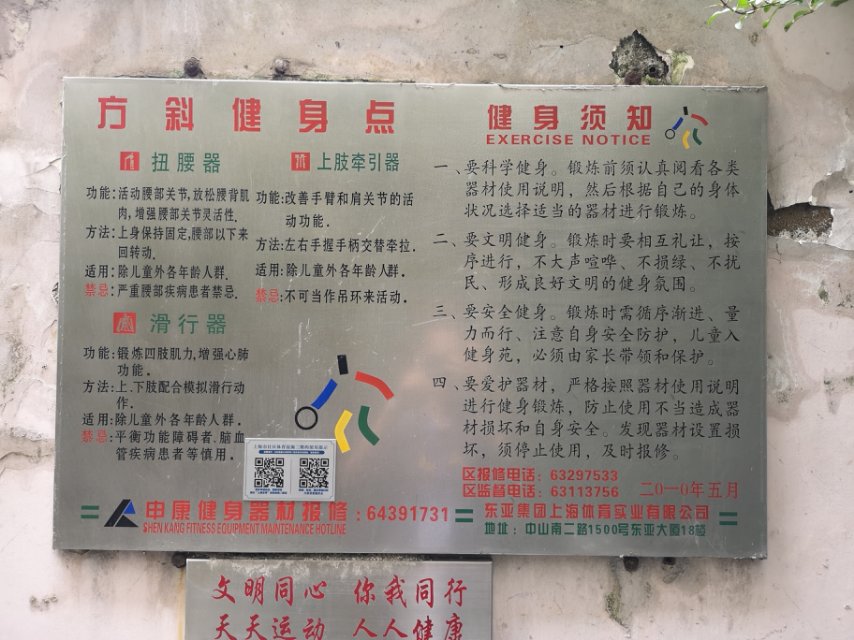 方斜健身点
扭腰器
功能:活动腰部关节,放松腰背肌
肉,增强腰部关节灵活性.
方法:上身保持固定,腰部以下来
回转动.
适用:除儿童外各年龄人群.
禁忌:严重腰部疾病患者禁忌.
上肢牵引器
功能:改善手臂和肩关节的活
动功能.
方法:左右手握手柄交替牵拉.
适用:除儿童外各年龄人群.
禁忌:不可当作吊环来活动.
滑行器
功能:锻炼四肢肌力,增强心肺
功能.
方法:上.下肢配合模拟滑行动
作.
适用:除儿童外各年龄人群.
禁忌:平衡功能障碍者.脑血
管疾病患者等慎用.
健身须知
EXERCISE NOTICE
一、要科学健身。锻炼前须认真阅看各类
器材使用说明，然后根据自己的身体
状况选择适当的器材进行锻炼。
二、要文明健身。锻炼时要相互礼让，按
序进行，不大声喧哗、不损绿、不扰
民、形成良好文明的健身氛围。
三、要安全健身。锻炼时需循序渐进、量
力而行、注意自身安全防护，儿童入
健身苑，必须由家长带领和保护。
四、要爱护器材，严格按照器材使用说明
进行健身锻炼，防止使用不当造成器
材损坏和自身安全。发现器材设置损
坏，须停止使用，及时报修。
区报修电话：63297533
区监督电话：63113756
二〇一〇年五月
申康健身器材报修:64391731
SHEN KANG FITNESS EQUIPMENT MAINTENANCE HOTLINE
东亚集团上海体育实业有限公司
地址：中山南二路1500号东亚大厦18楼
文明同心 你我同行
天天运动 人人健康